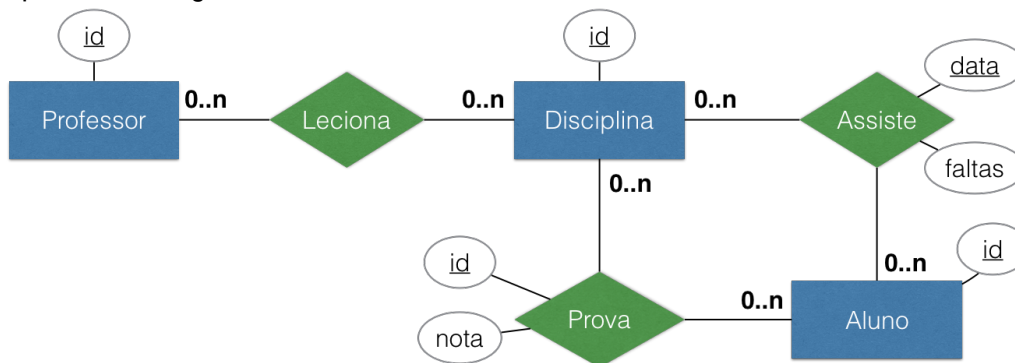 id
id
data
Professor
0..n
Leciona
0..n
Disciplina
0..n
Assiste
faltas
0..n
id
id
0..n
nota
Prova
0..n
Aluno